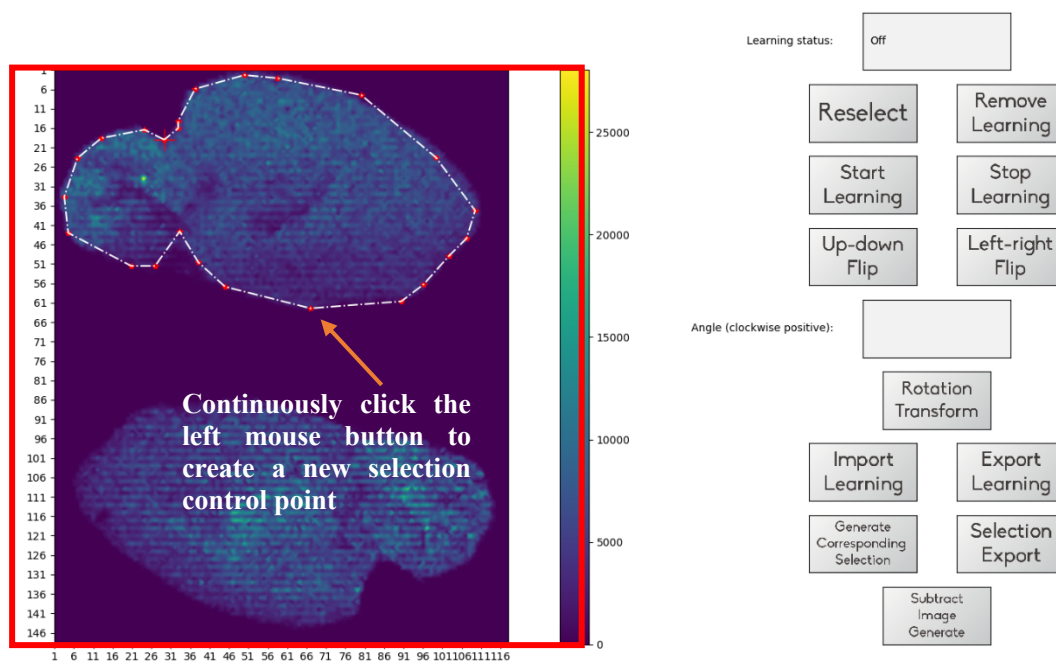 Learning status:
Off
Reselect
Remove
Learning
Start
Learning
Stop
Learning
Up-down
Flip
Left-right
Flip
Angle (clockwise positive):
Rotation
Transform
Import
Learning
Export
Learning
Generate
Corresponding
Selection
Selection
Export
Subtract
Image
Generate
1
6
11
16
21
26
31
36
41
46
51
56
61
66
71
76
81
86
91
96
101
106
111
116
121
126
131
136
141
146
1 6 11 16 21 26 31 36 41 46 51 56 61 66 71 76 81 86 91 96 101106111116
Continuously click the
left mouse button to
create a new selection
control point
25000
20000
15000
10000
5000
0